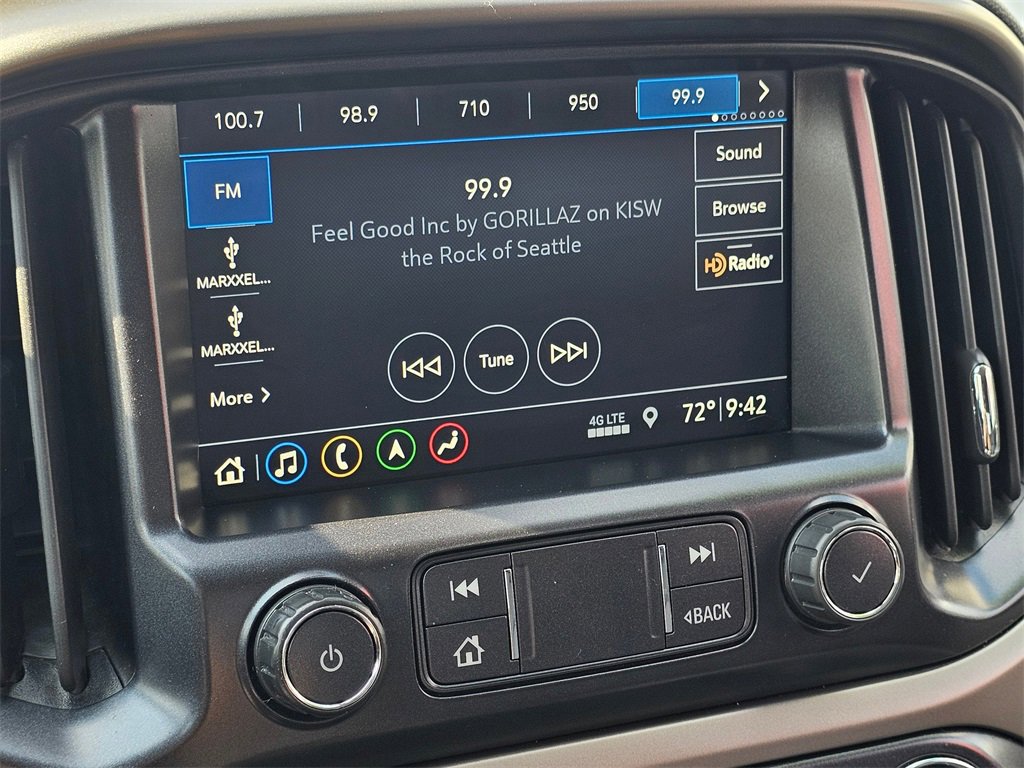 100.7 98.9 710 950 99.9
FM
99.9
Sound
Feel Good Inc by GORILLAZ on KISW
the Rock of Seattle
Browse
HD Radio®
MARXXEL...
MARXXEL...
More
Tune
4G LTE
72° 9:42
BACK